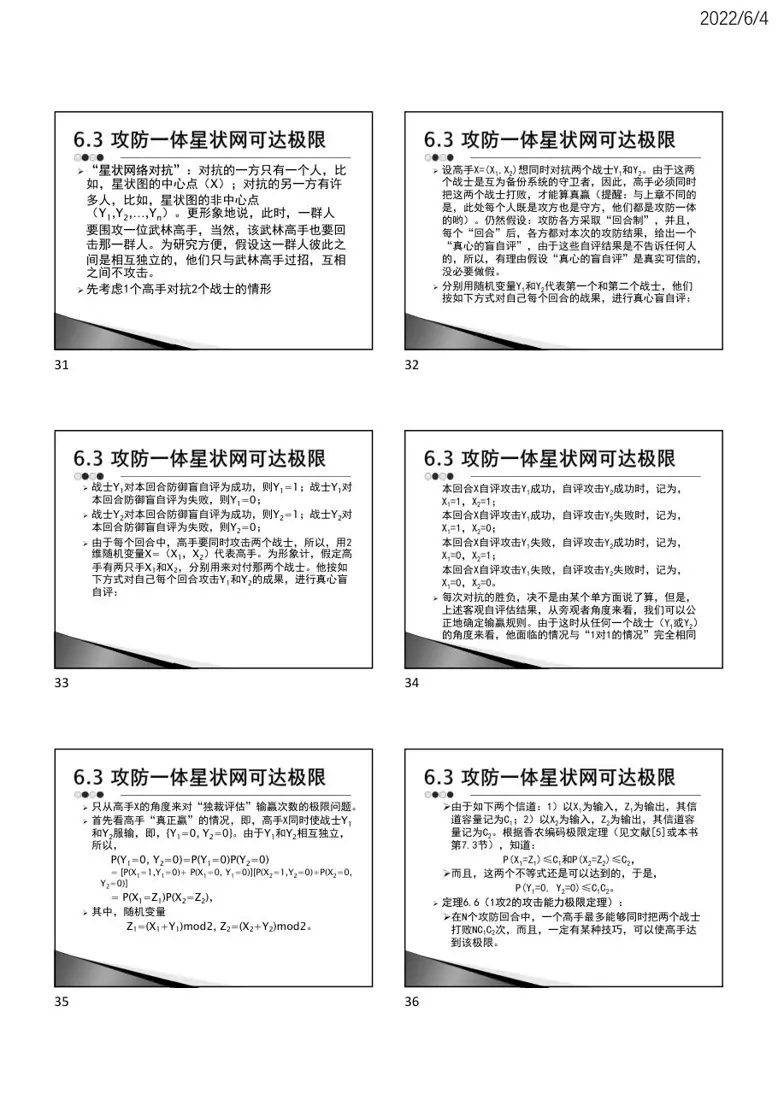 2022/6/4
6.3 攻防一体星状网可达极限
➢ “星状网络对抗”：对抗的一方只有一个人，比
如，星状图的中心点（X）；对抗的另一方有许
多人，比如，星状图的非中心点
（Y₁,Y₂,…,Yₙ）。更形象地说，此时，一群人
要围攻一位武林高手，当然，该武林高手也要回
击那一群人。为研究方便，假设这一群人彼此之
间是相互独立的，他们只与武林高手过招，互相
之间不攻击。
➢ 先考虑1个高手对抗2个战士的情形
31
6.3 攻防一体星状网可达极限
➢ 设高手X=(X₁, X₂)想同时对抗两个战士Y₁和Y₂。由于这两
个战士是互为备份系统的守卫者，因此，高手必须同时
把这两个战士打败，才能算真赢（提醒：与上章不同的
是，此处每个人既是攻方也是守方，他们都是攻防一体
的哟）。仍然假设：攻防各方采取“回合制”，并且，
每个“回合”后，各方都对本次的攻防结果，给出一个
“真心的盲自评”，由于这些自评结果是不告诉任何人
的，所以，有理由假设“真心的盲自评”是真实可信的，
没必要做假。
➢ 分别用随机变量Y₁和Y₂代表第一个和第二个战士，他们
按如下方式对自己每个回合的战果，进行真心盲自评：
32
6.3 攻防一体星状网可达极限
➢ 战士Y₁对本回合防御盲自评为成功，则Y₁=1；战士Y₁对
本回合防御盲自评为失败，则Y₁=0；
➢ 战士Y₂对本回合防御盲自评为成功，则Y₂=1；战士Y₂对
本回合防御盲自评为失败，则Y₂=0；
➢ 由于每个回合中，高手要同时攻击两个战士，所以，用2
维随机变量X=（X₁，X₂）代表高手。为形象计，假定高
手有两只手X₁和X₂，分别用来对付那两个战士。他按如
下方式对自己每个回合攻击Y₁和Y₂的成果，进行真心盲
自评：
33
6.3 攻防一体星状网可达极限
本回合X自评攻击Y₁成功，自评攻击Y₂成功时，记为，
X₁=1，X₂=1；
本回合X自评攻击Y₁成功，自评攻击Y₂失败时，记为，
X₁=1，X₂=0；
本回合X自评攻击Y₁失败，自评攻击Y₂成功时，记为，
X₁=0，X₂=1；
本回合X自评攻击Y₁失败，自评攻击Y₂失败时，记为，
X₁=0，X₂=0。
➢ 每次对抗的胜负，决不是由某个单方面说了算，但是，
上述客观自评估结果，从旁观者角度来看，我们可以公
正地确定输赢规则。由于这时从任何一个战士（Y₁或Y₂）
的角度来看，他面临的情况与“1对1的情况”完全相同
34
6.3 攻防一体星状网可达极限
➢ 只从高手X的角度来对“独裁评估”输赢次数的极限问题。
➢ 首先看高手“真正赢”的情况，即，高手X同时使战士Y₁
和Y₂服输，即，{Y₁=0, Y₂=0}。由于Y₁和Y₂相互独立，
所以，
P(Y₁=0, Y₂=0)=P(Y₁=0)P(Y₂=0)
= [P(X₁=1,Y₁=0)+ P(X₁=0, Y₁=0)][P(X₂=1,Y₂=0)+P(X₂=0,
Y₂=0)]
= P(X₁=Z₁)P(X₂=Z₂)，
➢ 其中，随机变量
Z₁=(X₁+Y₁)mod2, Z₂=(X₂+Y₂)mod2。
35
6.3 攻防一体星状网可达极限
➢由于如下两个信道：1）以X₁为输入，Z₁为输出，其信
道容量记为C₁；2）以X₂为输入，Z₂为输出，其信道容
量记为C₂。根据香农编码极限定理（见文献[5]或本书
第7.3节），知道：
P(X₁=Z₁)≤C₁和P(X₂=Z₂)≤C₂，
➢而且，这两个不等式还是可以达到的，于是，
P(Y₁=0, Y₂=0)≤C₁C₂。
➢ 定理6.6（1攻2的攻击能力极限定理）：
➢在N个攻防回合中，一个高手最多能够同时把两个战士
打败NC₁C₂次，而且，一定有某种技巧，可以使高手达
到该极限。
36